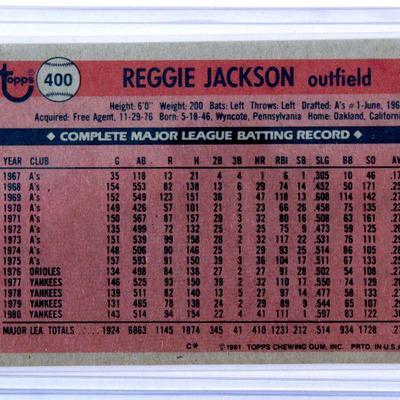 topps 400 REGGIE JACKSON outfield
Height: 6'0" Weight: 200 Bats: Left Throws: Left Drafted: A's #1-June, 196
Acquired: Free Agent, 11-29-76 Born: 5-18-46, Wyncote, Pennsylvania Home: Oakland, California
COMPLETE MAJOR LEAGUE BATTING RECORD
YEAR CLUB G AB R H 2B 3B HR RBI SB SLG BB SO AV
1967 A's 35 118 13 21 4 4 1 6 1 .305 10 46 .17
1968 A's 154 553 82 138 13 6 29 74 14 .452 50 171 .25
1969 A's 152 549 123 151 36 3 47 118 13 .608 114 142 .27
1970 A's 149 426 57 101 21 2 23 66 26 .458 75 135 .23
1971 A's 150 567 87 157 29 3 32 80 16 .508 63 161 .27
1972 A's 135 499 72 132 25 2 25 75 9 .473 59 125 .26
1973 A's 151 539 99 158 28 2 32 117 22 .531 76 111 .29
1974 A's 148 506 90 146 25 1 29 93 25 .514 86 105 .28
1975 A's
1976 ORIOLES 134 498 84 138 27 2 27 91 28 .502 54 108 .27
1977 YANKEES 146 525 93 150 39 2 32 110 17 .550 74 129 .28
1978 YANKEES 139 511 82 140 13 5 27 97 14 .477 58 133 .27
1979 YANKEES 131 465 78 138 24 2 29 89 9 .544 65 107 .29
1980 YANKEES 143 514 94 154 22 4 41 111 1 .597 83 122 .30
MAJOR LEA. TOTALS 1924 6863 1145 1874 345 41 410 1231 212 .514 934 1728 .27
C* © 1981 TOPPS CHEWING GUM, INC. PRTD. IN U.S.A